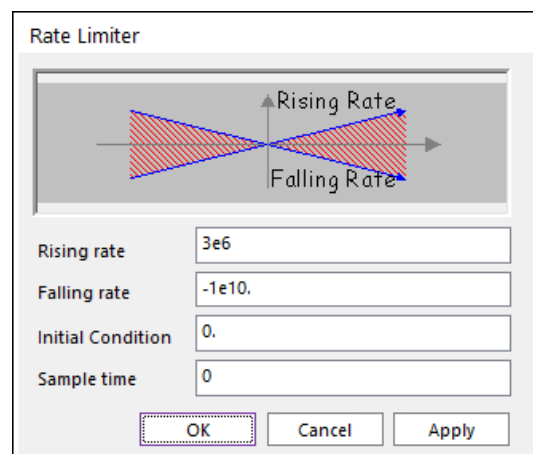 Rate Limiter
Rising Rate
Falling Rate
Rising rate 3e6
Falling rate -1e10.
Initial Condition 0.
Sample time 0
OK Cancel Apply